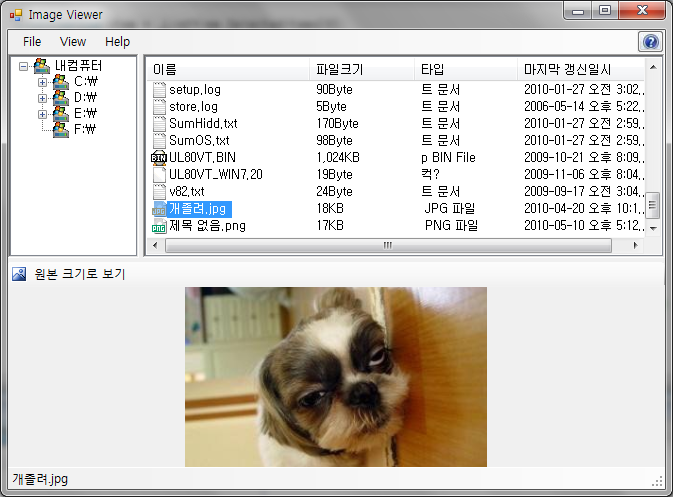 Image Viewer
File View Help
내컴퓨터
C:\
D:\
E:\
F:\
이름 파일크기 타입 마지막 갱신일시
setup.log 90Byte 트 문서 2010-01-27 오전 3:02..
store.log 5Byte 트 문서 2006-05-14 오후 5:22..
SumHidd.txt 170Byte 트 문서 2010-01-27 오전 2:59..
SumOS.txt 98Byte 트 문서 2010-01-27 오전 2:59..
UL80VT.BIN 1,024KB p BIN File 2009-10-21 오후 8:09..
UL80VT_WIN7.20 19Byte 컥? 2009-11-06 오후 8:04..
v82.txt 24Byte 트 문서 2009-09-17 오전 3:04..
개졸려.jpg 18KB JPG 파일 2010-04-20 오후 10:1..
제목 없음.png 17KB PNG 파일 2010-05-10 오후 5:12..
원본 크기로 보기
개졸려.jpg